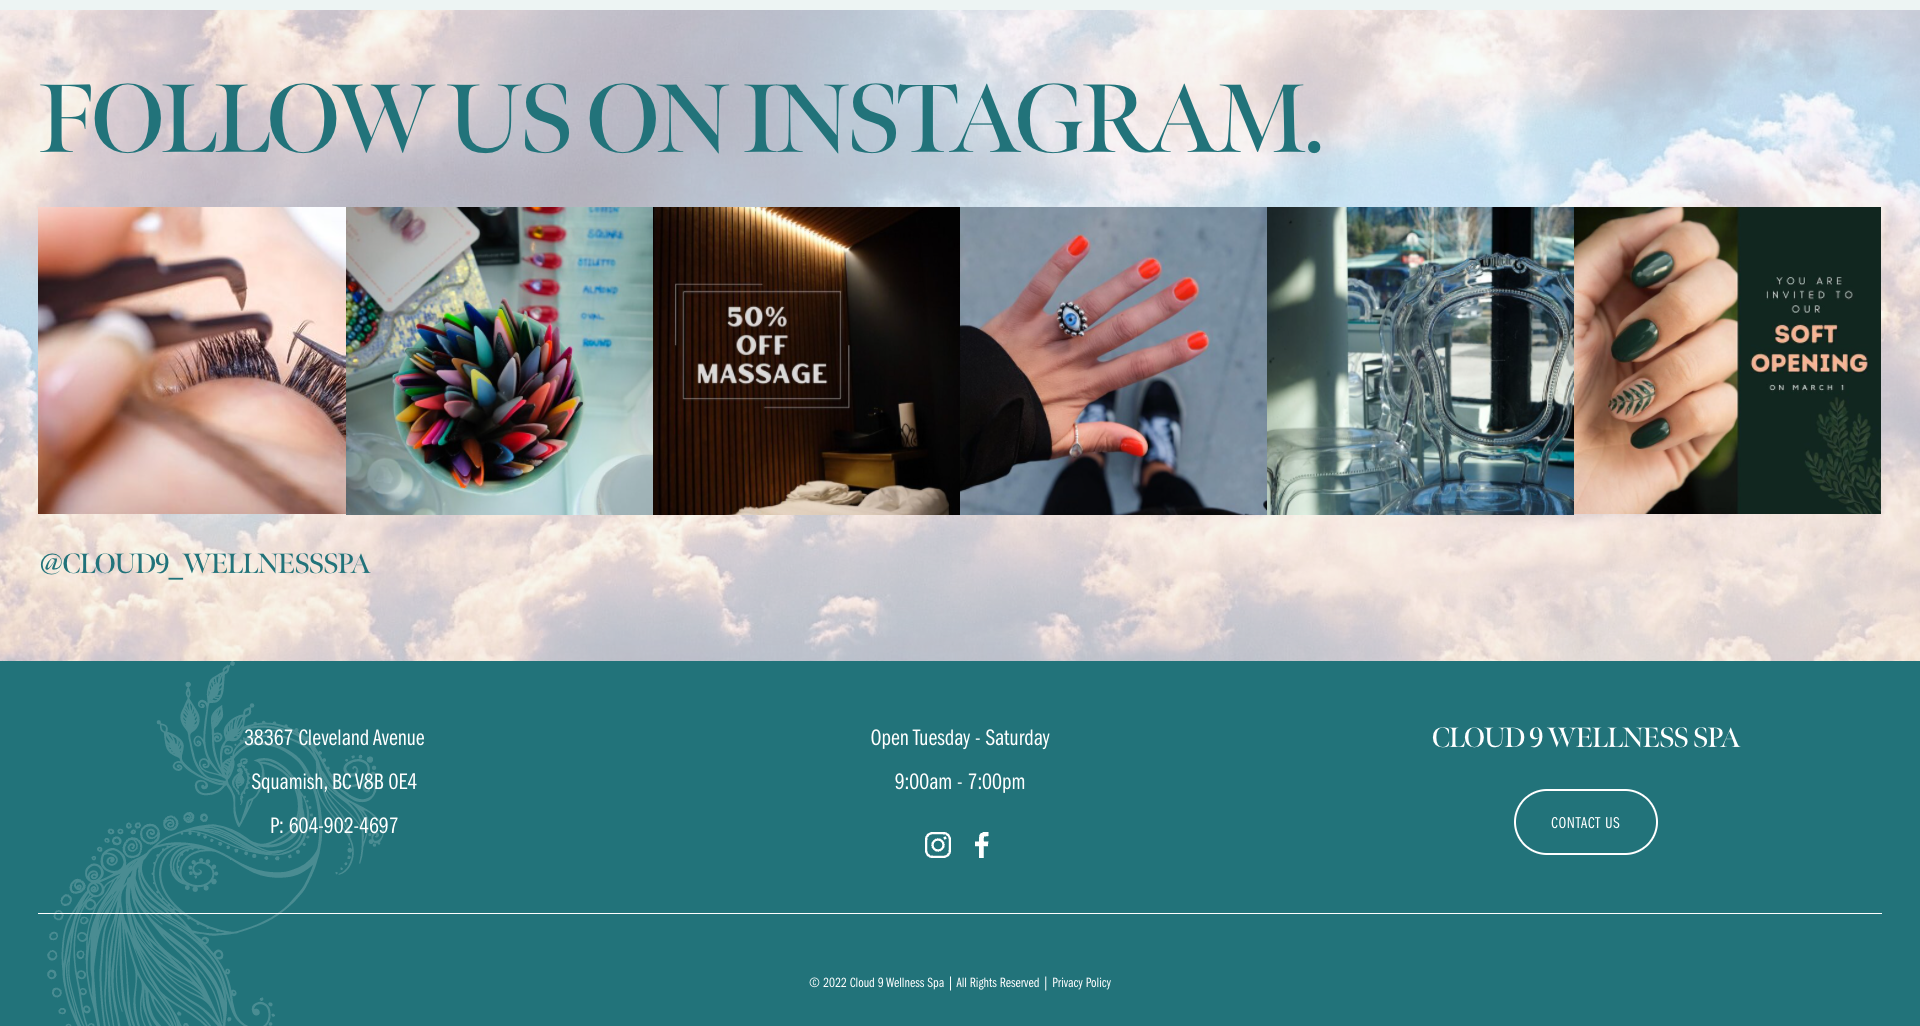 FOLLOW US ON INSTAGRAM.
SQUARE
STILETTO
ALMOND
OVAL
ROUND
50%
OFF
MASSAGE
YOU ARE
INVITED TO
OUR
SOFT
OPENING
ON MARCH 1
@CLOUD9_WELLNESSSPA
38367 Cleveland Avenue
Squamish, BC V8B 0E4
P: 604-902-4697
Open Tuesday - Saturday
9:00am - 7:00pm
CLOUD 9 WELLNESS SPA
CONTACT US
© 2022 Cloud 9 Wellness Spa | All Rights Reserved | Privacy Policy